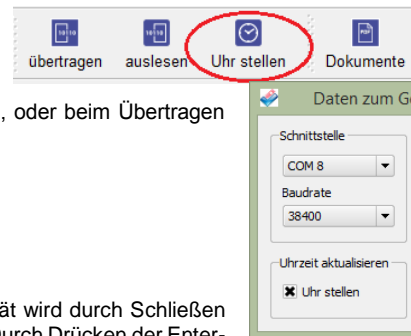 übertragen auslesen Uhr stellen Dokumente
, oder beim Übertragen
Daten zum
Schnittstelle
COM 8
Baudrate
38400
Uhrzeit aktualisieren
Uhr stellen
ät wird durch Schließen
Durch Drücken der Enter-